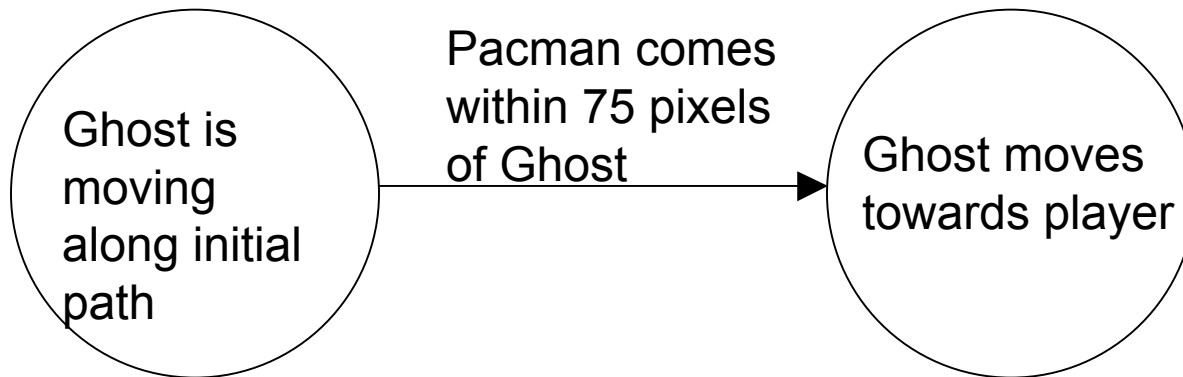 Ghost is
moving
along initial
path
Pacman comes
within 75 pixels
of Ghost
Ghost moves
towards player